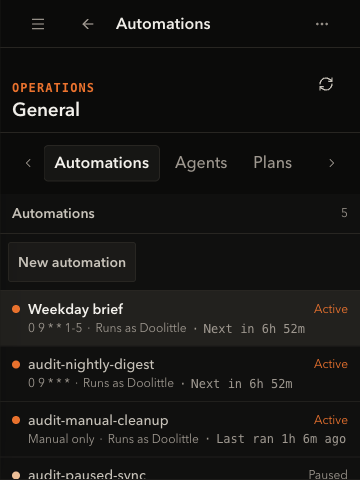 Automations
OPERATIONS
General
Automations Agents Plans
Automations 5
New automation
Weekday brief Active
0 9 * * 1-5 · Runs as Doolittle · Next in 6h 52m
audit-nightly-digest Active
0 9 * * * · Runs as Doolittle · Next in 6h 52m
audit-manual-cleanup Active
Manual only · Runs as Doolittle · Last ran 1h 6m ago
audit-paused-sync Paused